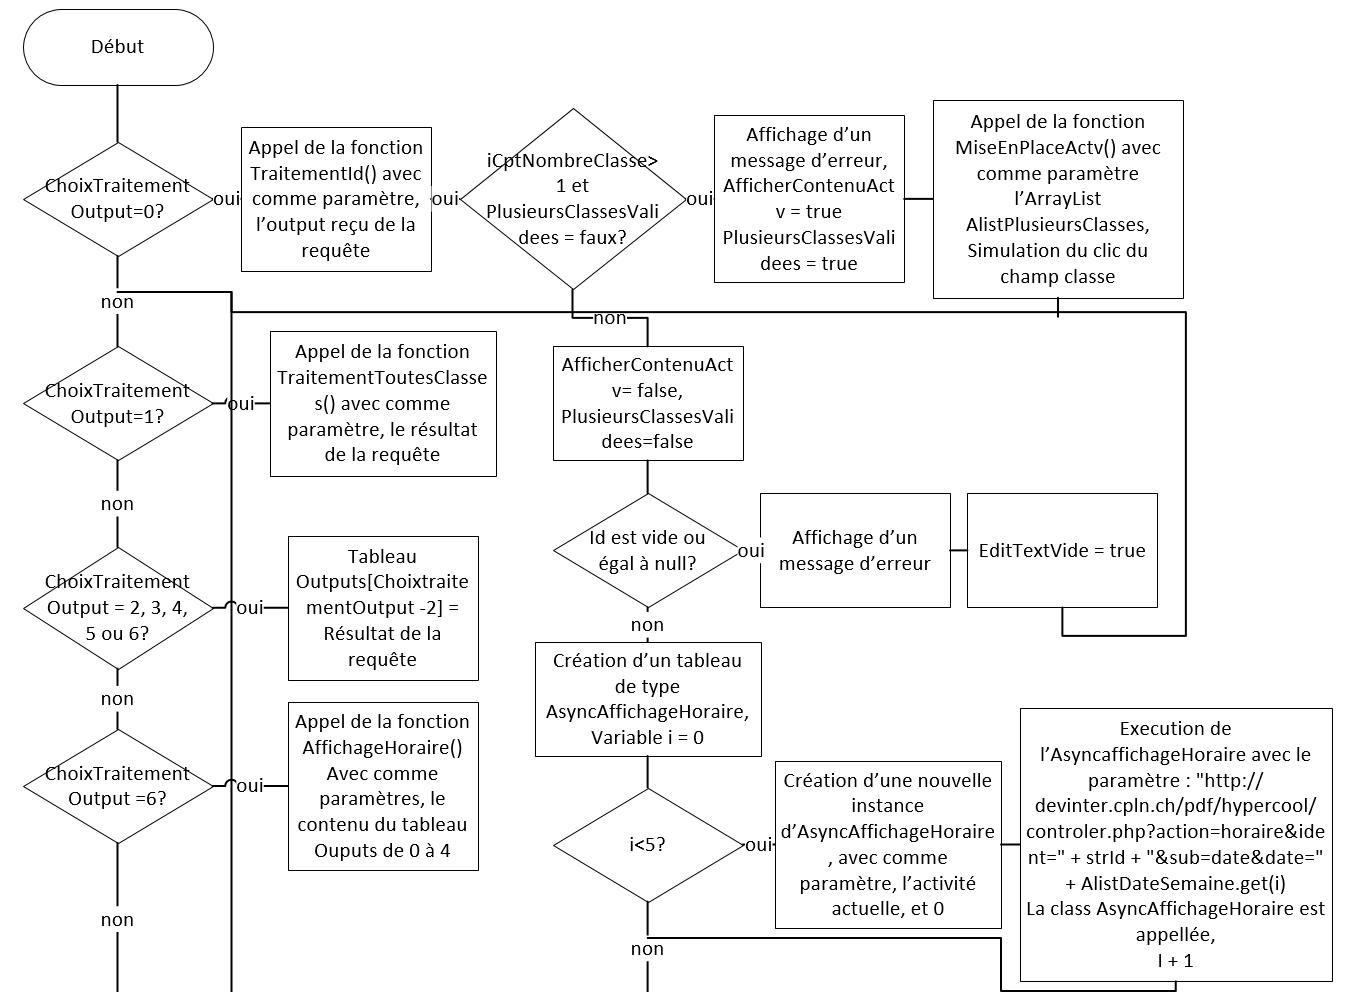 Début
ChoixTraitement
Output=0?
oui
Appel de la fonction
TraitementId() avec
comme paramètre,
l’output reçu de la
requête
oui
iCptNombreClasse>
1 et
PlusieursClassesVali
dees = faux?
oui
Affichage d’un
message d’erreur,
AfficherContenuAct
v = true
PlusieursClassesVali
dees = true
Appel de la fonction
MiseEnPlaceActv() avec
comme paramètre
l’ArrayList
AlistPlusieursClasses,
Simulation du clic du
champ classe
non
non
ChoixTraitement
Output=1?
oui
Appel de la fonction
TraitementToutesClasse
s() avec comme
paramètre, le résultat
de la requête
AfficherContenuAct
v= false,
PlusieursClassesVali
dees=false
non
Id est vide ou
égal à null?
oui
Affichage d’un
message d’erreur
EditTextVide = true
ChoixTraitement
Output = 2, 3, 4,
5 ou 6?
oui
Tableau
Outputs[Choixtraite
mentOutput -2] =
Résultat de la
requête
non
Création d’un tableau
de type
AsyncAffichageHoraire,
Variable i = 0
non
ChoixTraitement
Output =6?
oui
Appel de la fonction
AffichageHoraire()
Avec comme
paramètres, le
contenu du tableau
Ouputs de 0 à 4
i<5?
oui
Création d’une nouvelle
instance
d’AsyncAffichageHoraire
, avec comme
paramètre, l’activité
actuelle, et 0
Execution de
l’AsyncaffichageHoraire avec le
paramètre : "http://
devinter.cpln.ch/pdf/hypercool/
controler.php?action=horaire&ide
nt=" + strId + "&sub=date&date="
+ AlistDateSemaine.get(i)
La class AsyncAffichageHoraire est
appellée,
I + 1
non
non